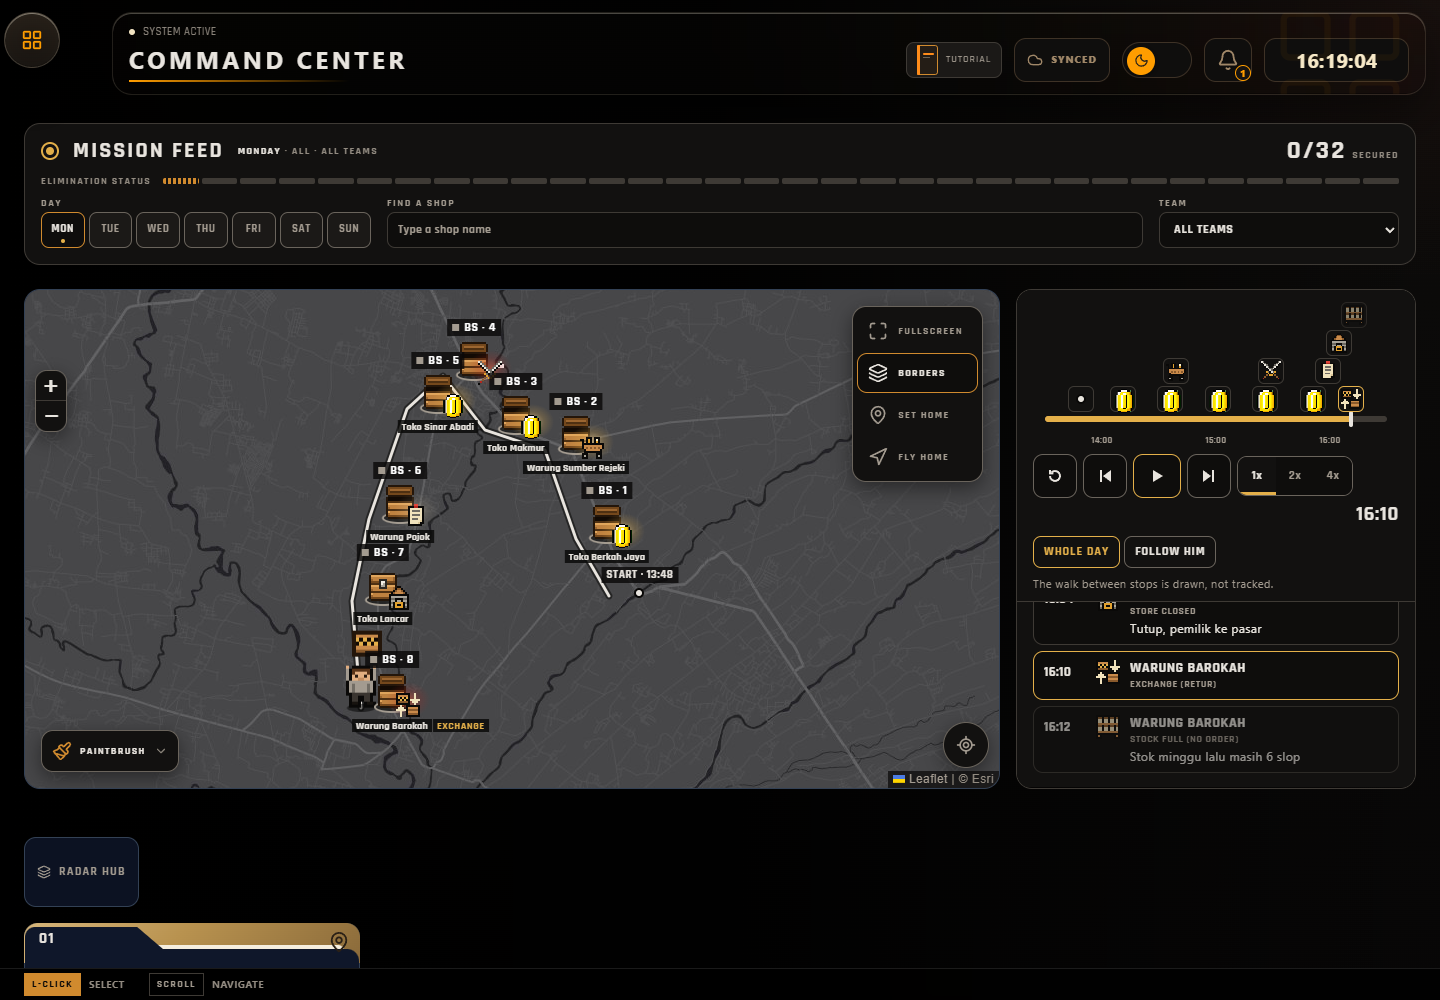 SYSTEM ACTIVE
COMMAND CENTER
TUTORIAL
SYNCED
1
16:19:04
MISSION FEED
MONDAY · ALL · ALL TEAMS
0/32 SECURED
ELIMINATION STATUS
DAY
FIND A SHOP
TEAM
MON
TUE
WED
THU
FRI
SAT
SUN
Type a shop name
ALL TEAMS
+
−
BS - 4
BS - 5
BS - 3
Toko Sinar Abadi
BS - 2
Toko Makmur
Warung Sumber Rejeki
BS - 6
BS - 1
Warung Pojok
Toko Berkah Jaya
BS - 7
START · 13:48
Toko Lancar
BS - 8
Warung Barokah EXCHANGE
FULLSCREEN
BORDERS
SET HOME
FLY HOME
PAINTBRUSH
Leaflet | © Esri
14:00
15:00
16:00
1x
2x
4x
16:10
WHOLE DAY
FOLLOW HIM
The walk between stops is drawn, not tracked.
STORE CLOSED
Tutup, pemilik ke pasar
16:10
WARUNG BAROKAH
EXCHANGE (RETUR)
16:12
WARUNG BAROKAH
STOCK FULL (NO ORDER)
Stok minggu lalu masih 6 slop
RADAR HUB
01
L-CLICK SELECT
SCROLL NAVIGATE